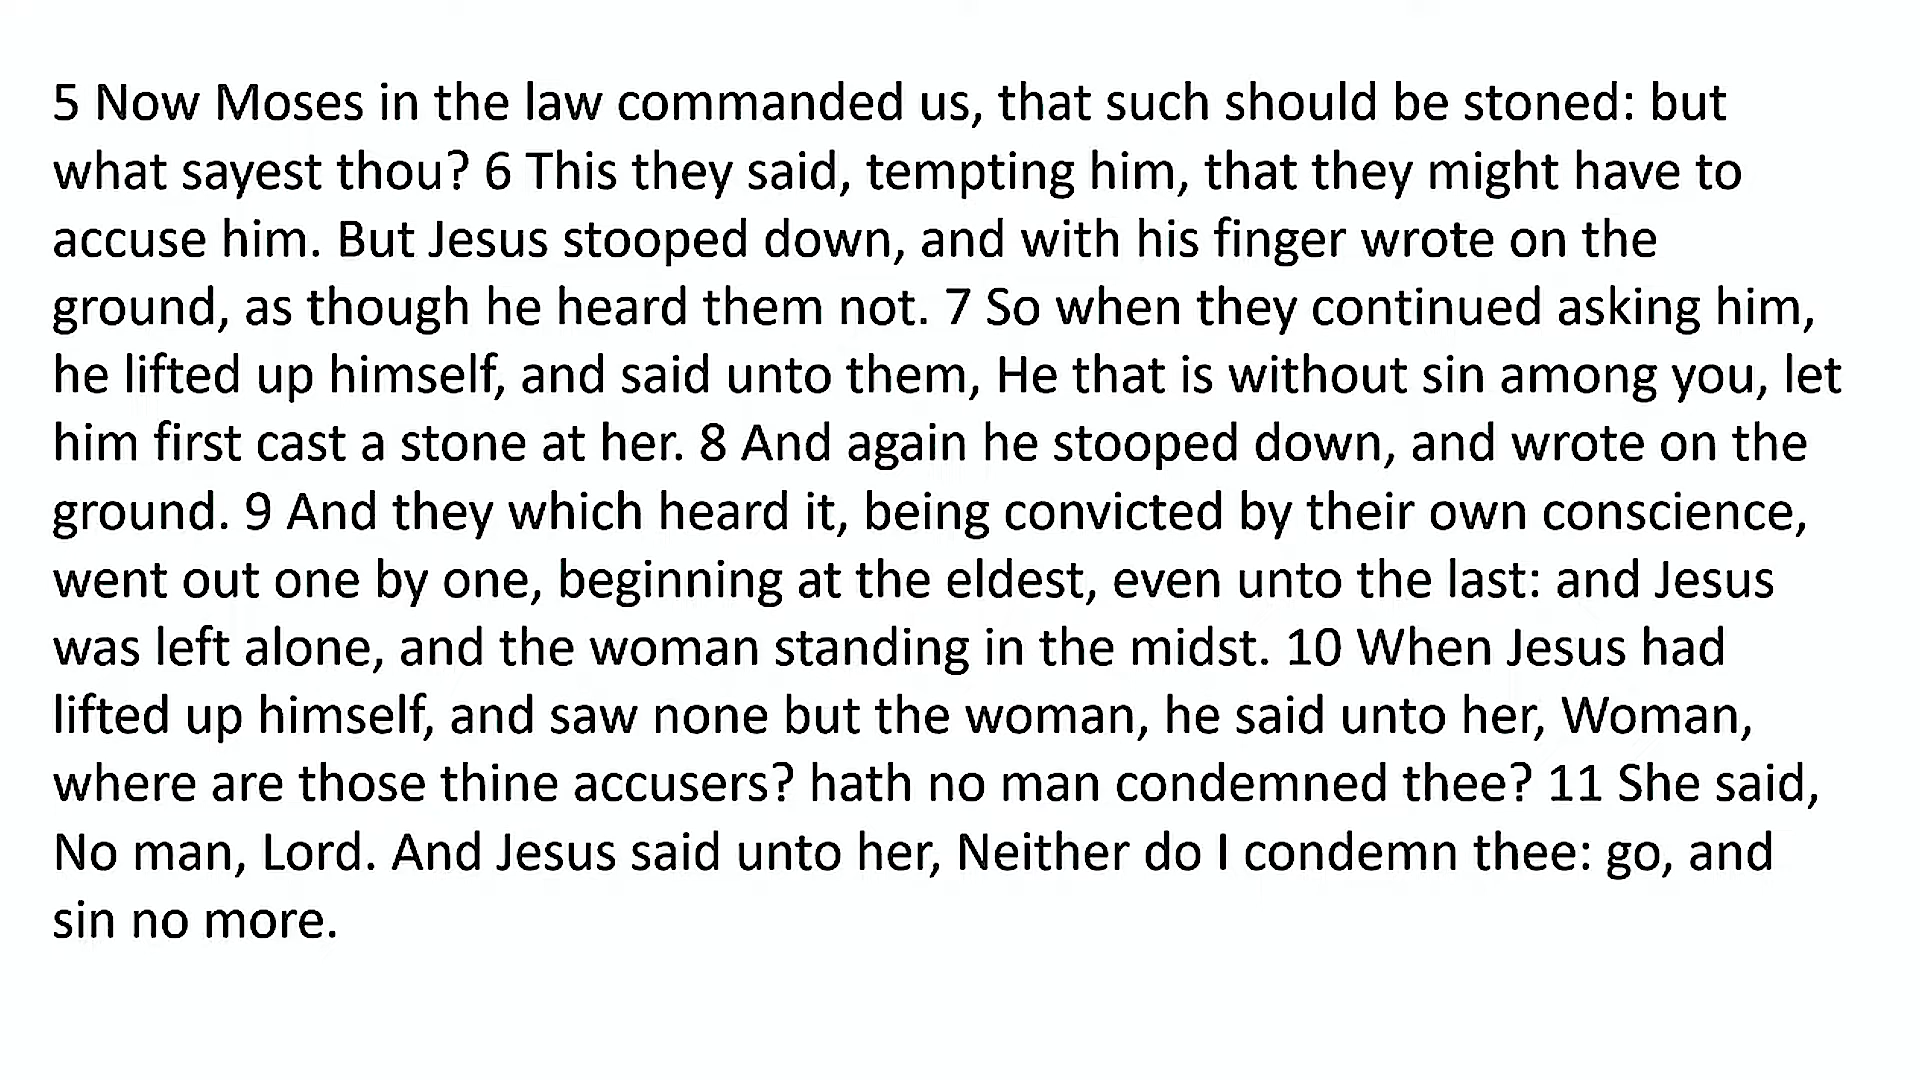 5 Now Moses in the law commanded us, that such should be stoned: but
what sayest thou? 6 This they said, tempting him, that they might have to
accuse him. But Jesus stooped down, and with his finger wrote on the
ground, as though he heard them not. 7 So when they continued asking him,
he lifted up himself, and said unto them, He that is without sin among you, let
him first cast a stone at her. 8 And again he stooped down, and wrote on the
ground. 9 And they which heard it, being convicted by their own conscience,
went out one by one, beginning at the eldest, even unto the last: and Jesus
was left alone, and the woman standing in the midst. 10 When Jesus had
lifted up himself, and saw none but the woman, he said unto her, Woman,
where are those thine accusers? hath no man condemned thee? 11 She said,
No man, Lord. And Jesus said unto her, Neither do I condemn thee: go, and
sin no more.